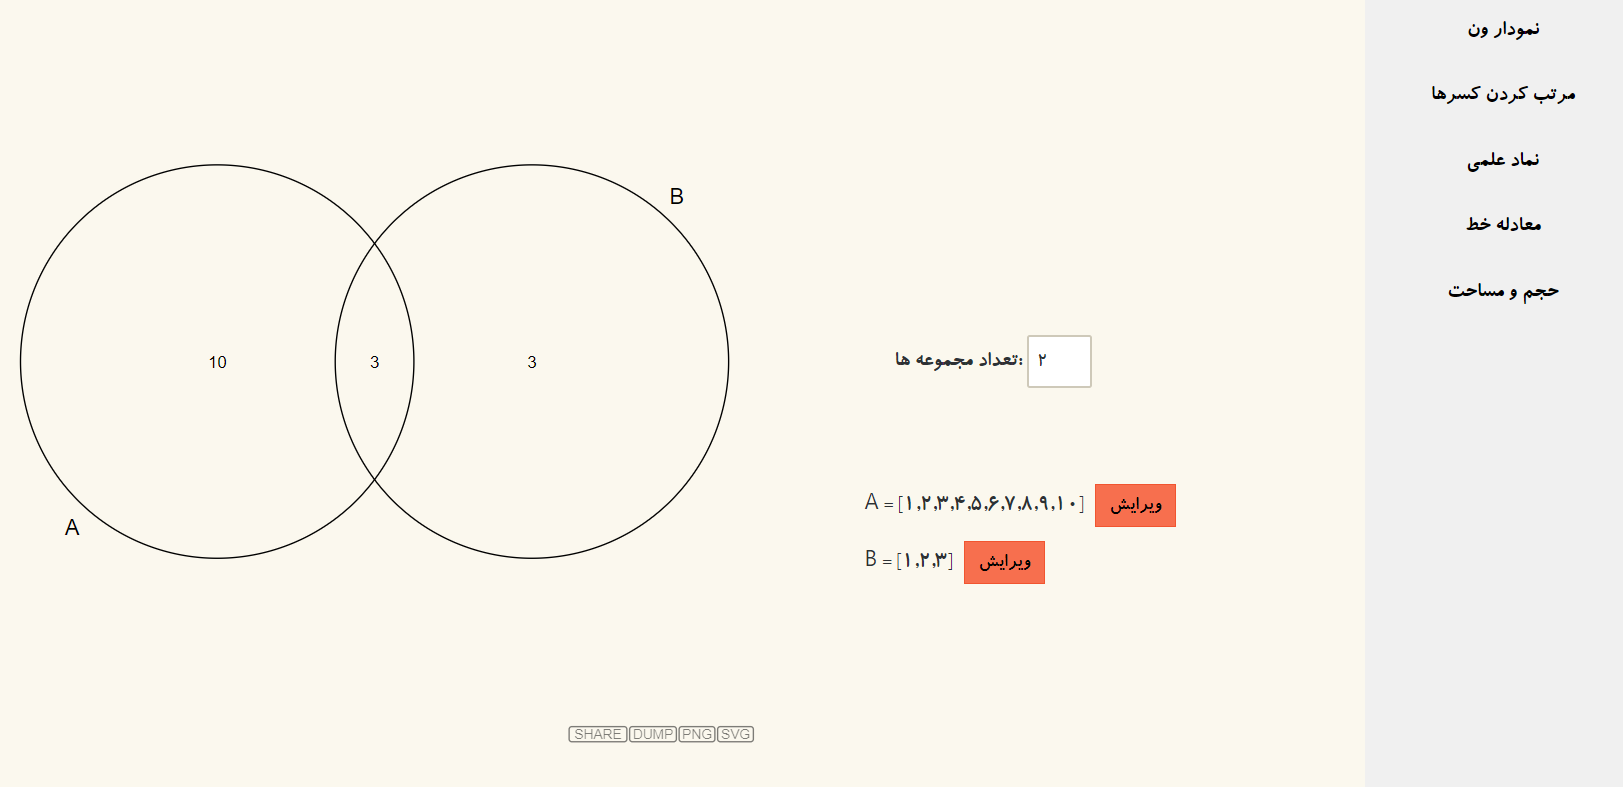 نمودار ون
مرتب کردن کسرها
نماد علمی
معادله خط
حجم و مساحت
B
10
3
3
A
تعداد مجموعه ها: ۲
A = [۱,۲,۳,۴,۵,۶,۷,۸,۹,۱۰] ویرایش
B = [۱,۲,۳] ویرایش
SHARE DUMP PNG SVG